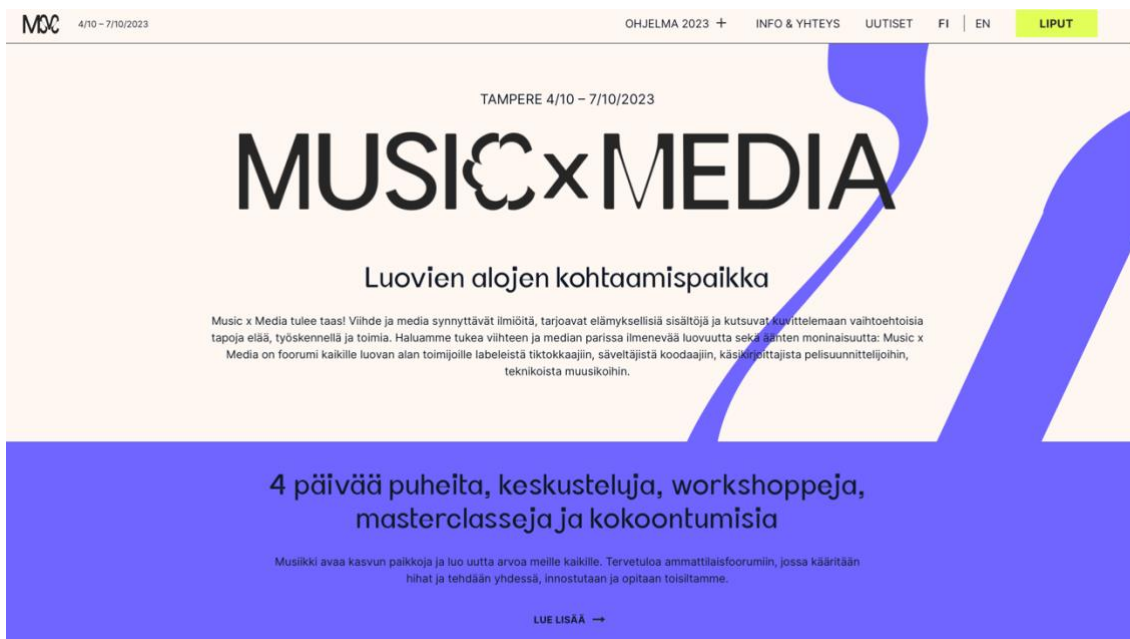 MXC 4/10 – 7/10/2023 OHJELMA 2023 + INFO & YHTEYS UUTISET FI | EN LIPUT
TAMPERE 4/10 – 7/10/2023
MUSIC x MEDIA
Luovien alojen kohtaamispaikka
Music x Media tulee taas! Viihde ja media synnyttävät ilmiöitä, tarjoavat elämyksellisiä sisältöjä ja kutsuvat kuvittelemaan vaihtoehtoisia
tapoja elää, työskennellä ja toimia. Haluamme tukea viihteen ja median parissa ilmenevää luovuutta sekä äänten moninaisuutta: Music x
Media on foorumi kaikille luovan alan toimijoille labeleistä tiktokkaajiin, säveltäjistä koodaajiin, käsikirjoittajista pelisuunnittelijoihin,
teknikoista muusikoihin.
4 päivää puheita, keskusteluja, workshoppeja,
masterclasseja ja kokoontumisia
Musiikki avaa kasvun paikkoja ja luo uutta arvoa meille kaikille. Tervetuloa ammattilaisfoorumiin, jossa kääritään
hihat ja tehdään yhdessä, innostutaan ja opitaan toisiltamme.
LUE LISÄÄ →